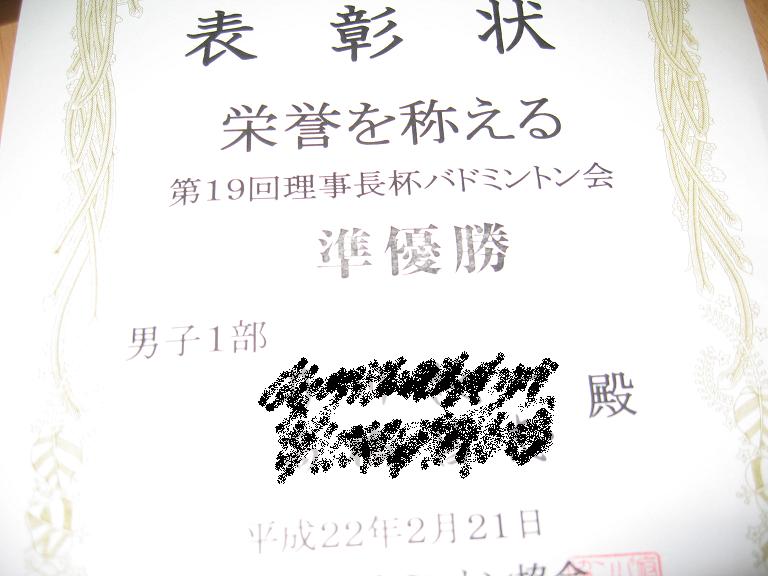 表彰状
栄誉を称える
第19回理事長杯バドミントン会
準優勝
男子1部
殿
平成22年2月21日